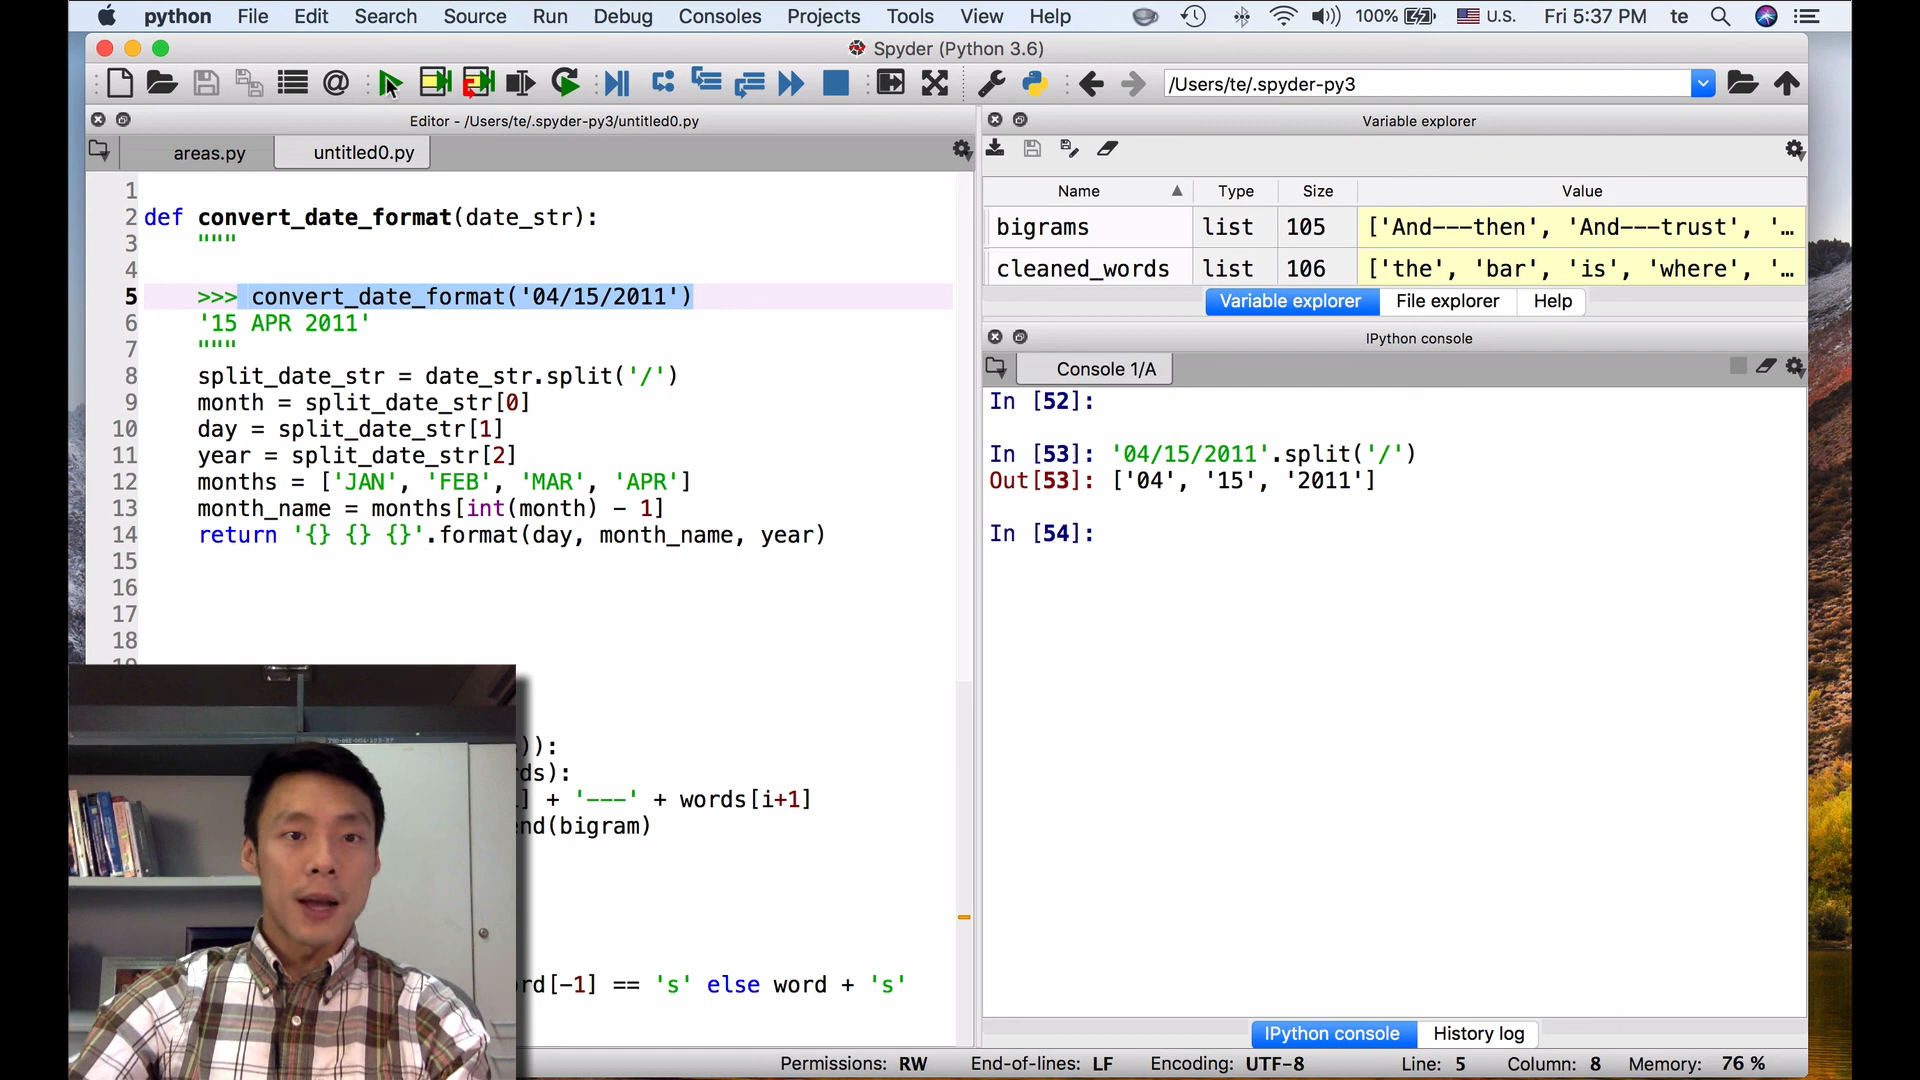 python File Edit Search Source Run Debug Consoles Projects Tools View Help 100% U.S. Fri 5:37 PM te
Spyder (Python 3.6)
/Users/te/.spyder-py3
Editor - /Users/te/.spyder-py3/untitled0.py
areas.py untitled0.py
1
2 def convert_date_format(date_str):
3 """
4
5 >>> convert_date_format('04/15/2011')
6 '15 APR 2011'
7 """
8 split_date_str = date_str.split('/')
9 month = split_date_str[0]
10 day = split_date_str[1]
11 year = split_date_str[2]
12 months = ['JAN', 'FEB', 'MAR', 'APR']
13 month_name = months[int(month) - 1]
14 return '{} {} {}'.format(day, month_name, year)
15
16
17
18
)):
ds):
] + '---' + words[i+1]
nd(bigram)
rd[-1] == 's' else word + 's'
Variable explorer
Name Type Size Value
bigrams list 105 ['And---then', 'And---trust', '…
cleaned_words list 106 ['the', 'bar', 'is', 'where', '…
Variable explorer File explorer Help
IPython console
Console 1/A
In [52]:
In [53]: '04/15/2011'.split('/')
Out[53]: ['04', '15', '2011']
In [54]:
IPython console History log
Permissions: RW End-of-lines: LF Encoding: UTF-8 Line: 5 Column: 8 Memory: 76 %